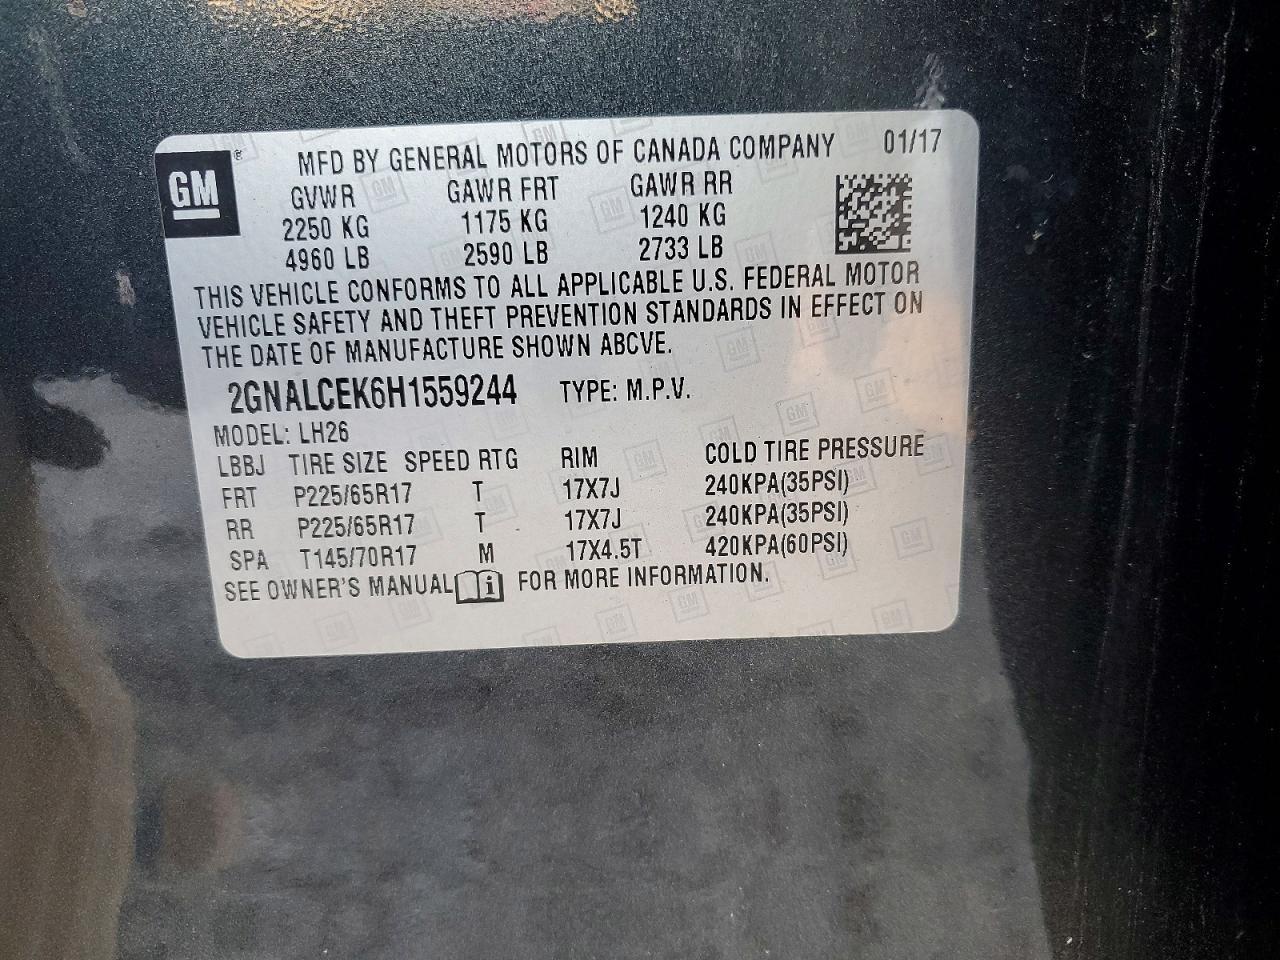 GM ® MFD BY GENERAL MOTORS OF CANADA COMPANY 01/17
GVWR GAWR FRT GAWR RR
2250 KG 1175 KG 1240 KG
4960 LB 2590 LB 2733 LB
THIS VEHICLE CONFORMS TO ALL APPLICABLE U.S. FEDERAL MOTOR
VEHICLE SAFETY AND THEFT PREVENTION STANDARDS IN EFFECT ON
THE DATE OF MANUFACTURE SHOWN ABCVE.
2GNALCEK6H1559244 TYPE: M.P.V.
MODEL: LH26
LBBJ TIRE SIZE SPEED RTG RIM COLD TIRE PRESSURE
FRT P225/65R17 T 17X7J 240KPA(35PSI)
RR P225/65R17 T 17X7J 240KPA(35PSI)
SPA T145/70R17 M 17X4.5T 420KPA(60PSI)
SEE OWNER'S MANUAL i FOR MORE INFORMATION.